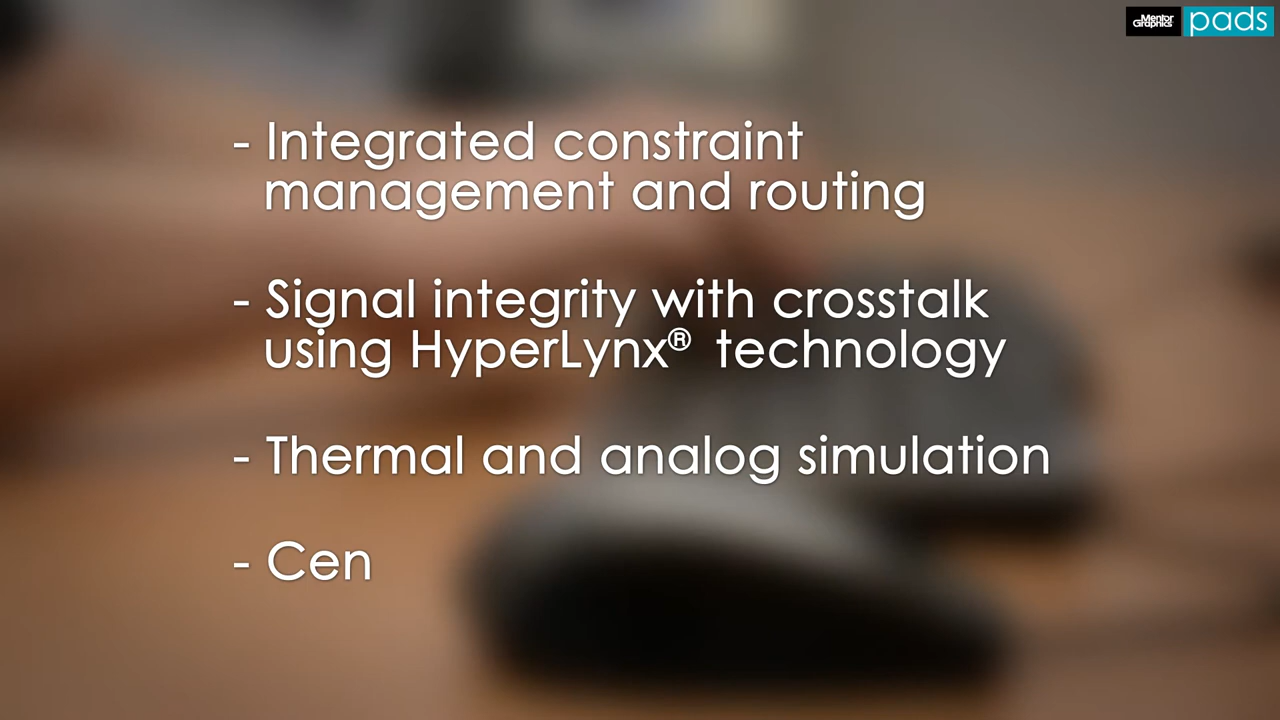 Mentor Graphics pads
- Integrated constraint
management and routing
- Signal integrity with crosstalk
using HyperLynx® technology
- Thermal and analog simulation
- Cen